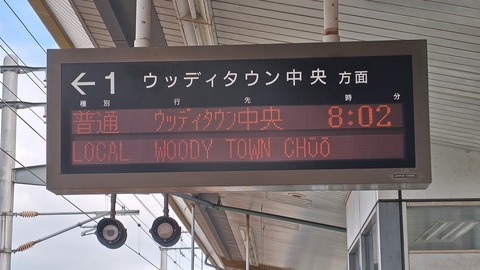 ←1 ウッディタウン中央 方面
種別 行先 時分
普通 ウッディタウン中央 8:02
LOCAL WOODY TOWN CHŪŌ